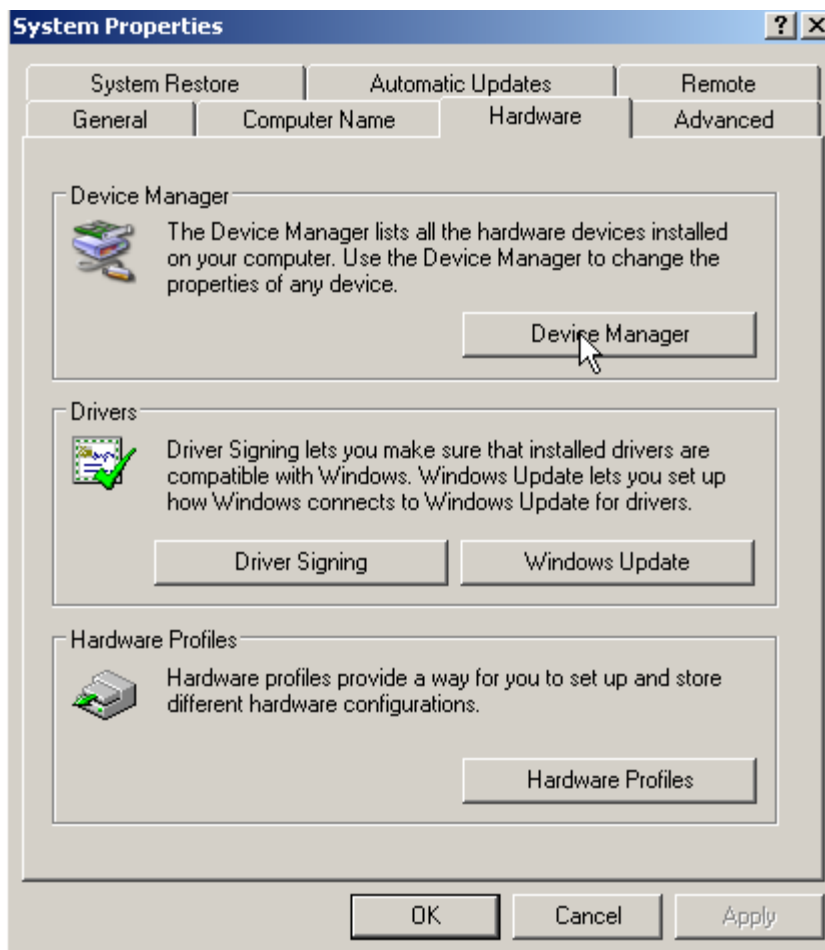 System Properties
System Restore
Automatic Updates
Remote
General
Computer Name
Hardware
Advanced
Device Manager
The Device Manager lists all the hardware devices installed
on your computer. Use the Device Manager to change the
properties of any device.
Device Manager
Drivers
Driver Signing lets you make sure that installed drivers are
compatible with Windows. Windows Update lets you set up
how Windows connects to Windows Update for drivers.
Driver Signing
Windows Update
Hardware Profiles
Hardware profiles provide a way for you to set up and store
different hardware configurations.
Hardware Profiles
OK
Cancel
Apply